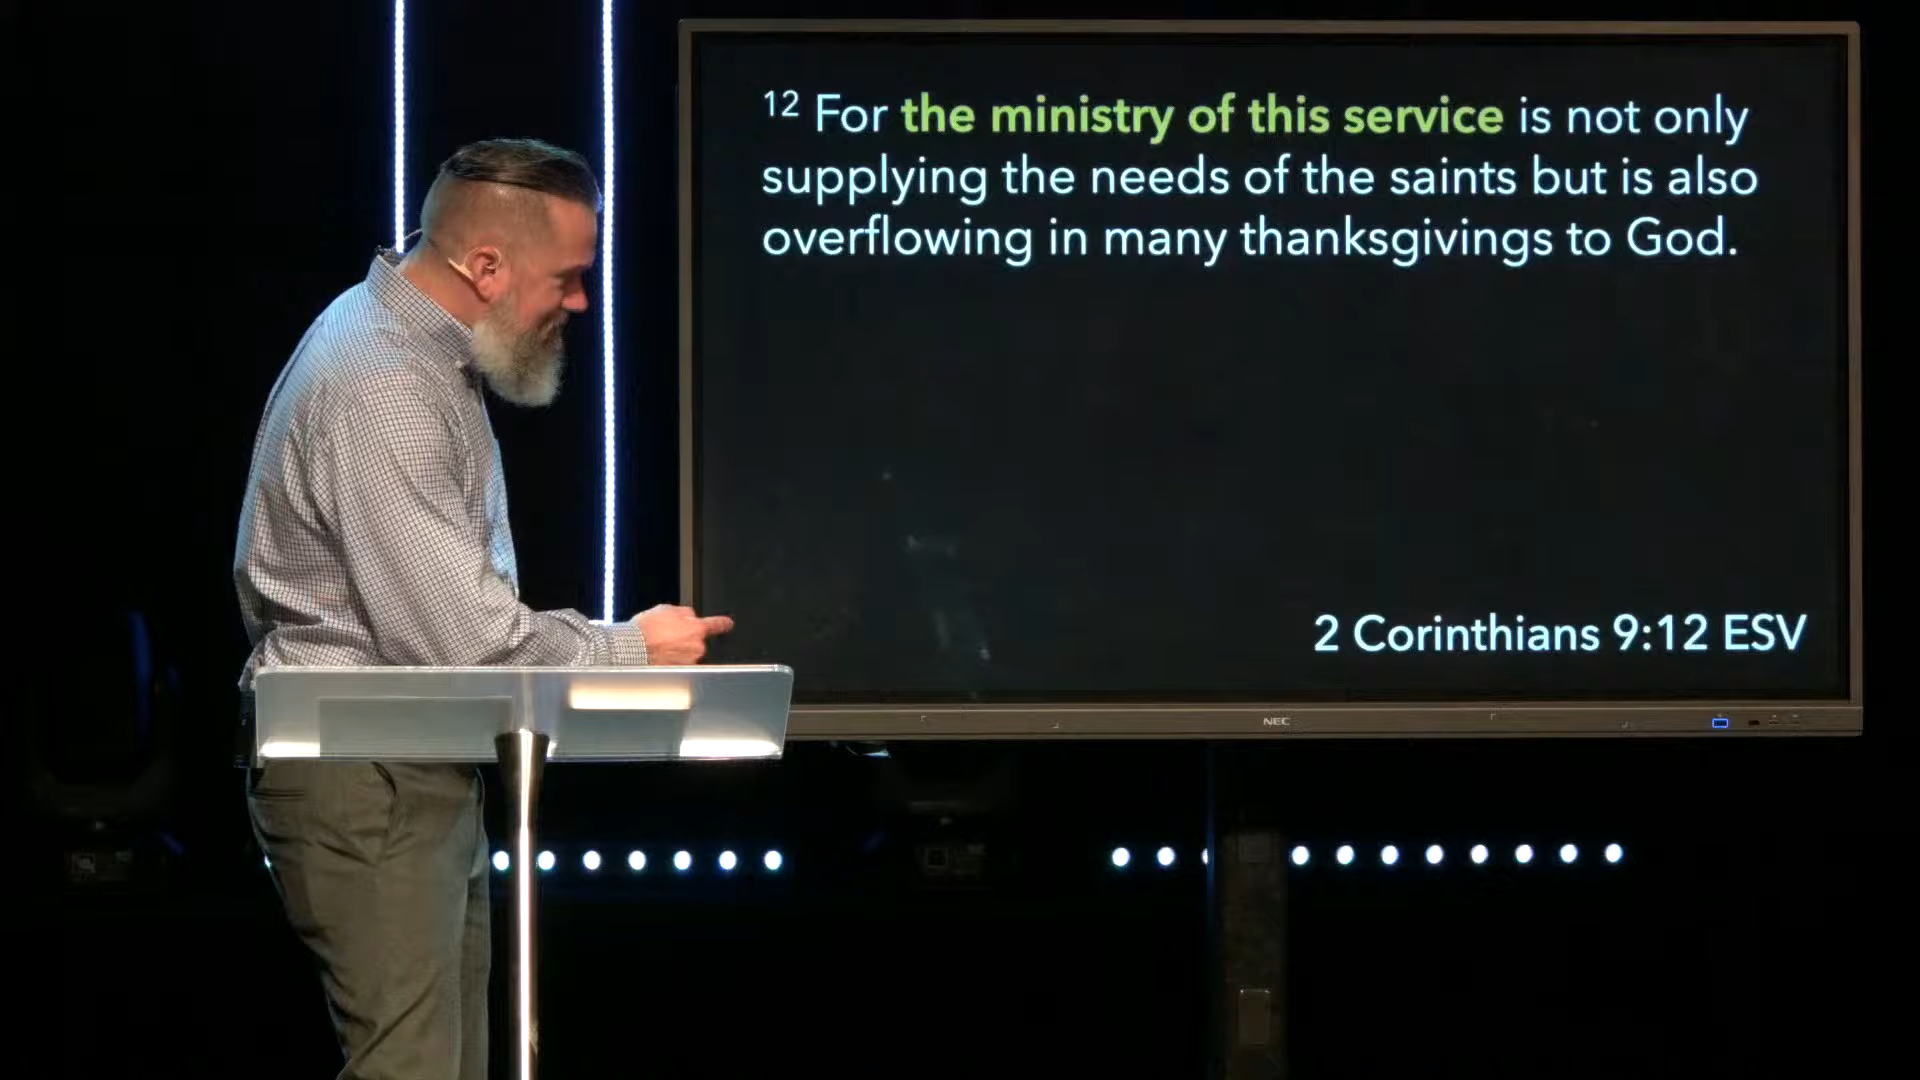 12 For the ministry of this service is not only
supplying the needs of the saints but is also
overflowing in many thanksgivings to God.
2 Corinthians 9:12 ESV
NEC